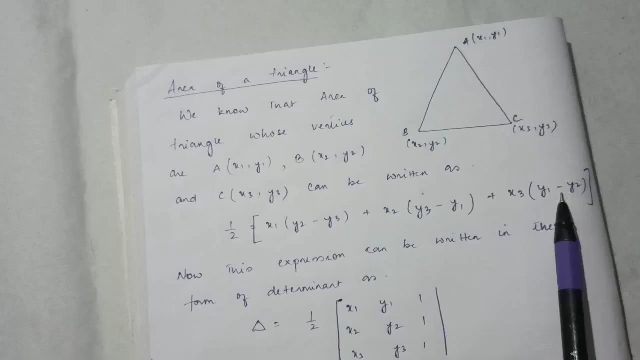 Area of a triangle:-
A(x₁, y₁)
We know that Area of
triangle whose vertices
B
(x₂, y₂)
C
(x₃, y₃)
are A(x₁, y₁), B(x₂, y₂)
and C(x₃, y₃) can be written as
1/2 [x₁(y₂ - y₃) + x₂(y₃ - y₁) + x₃(y₁ - y₂)]
Now this expression can be written in the
form of determinant as
△ = 1/2 | x₁ y₁ 1 |
x₂ y₂ 1
x₃ y₃ 1